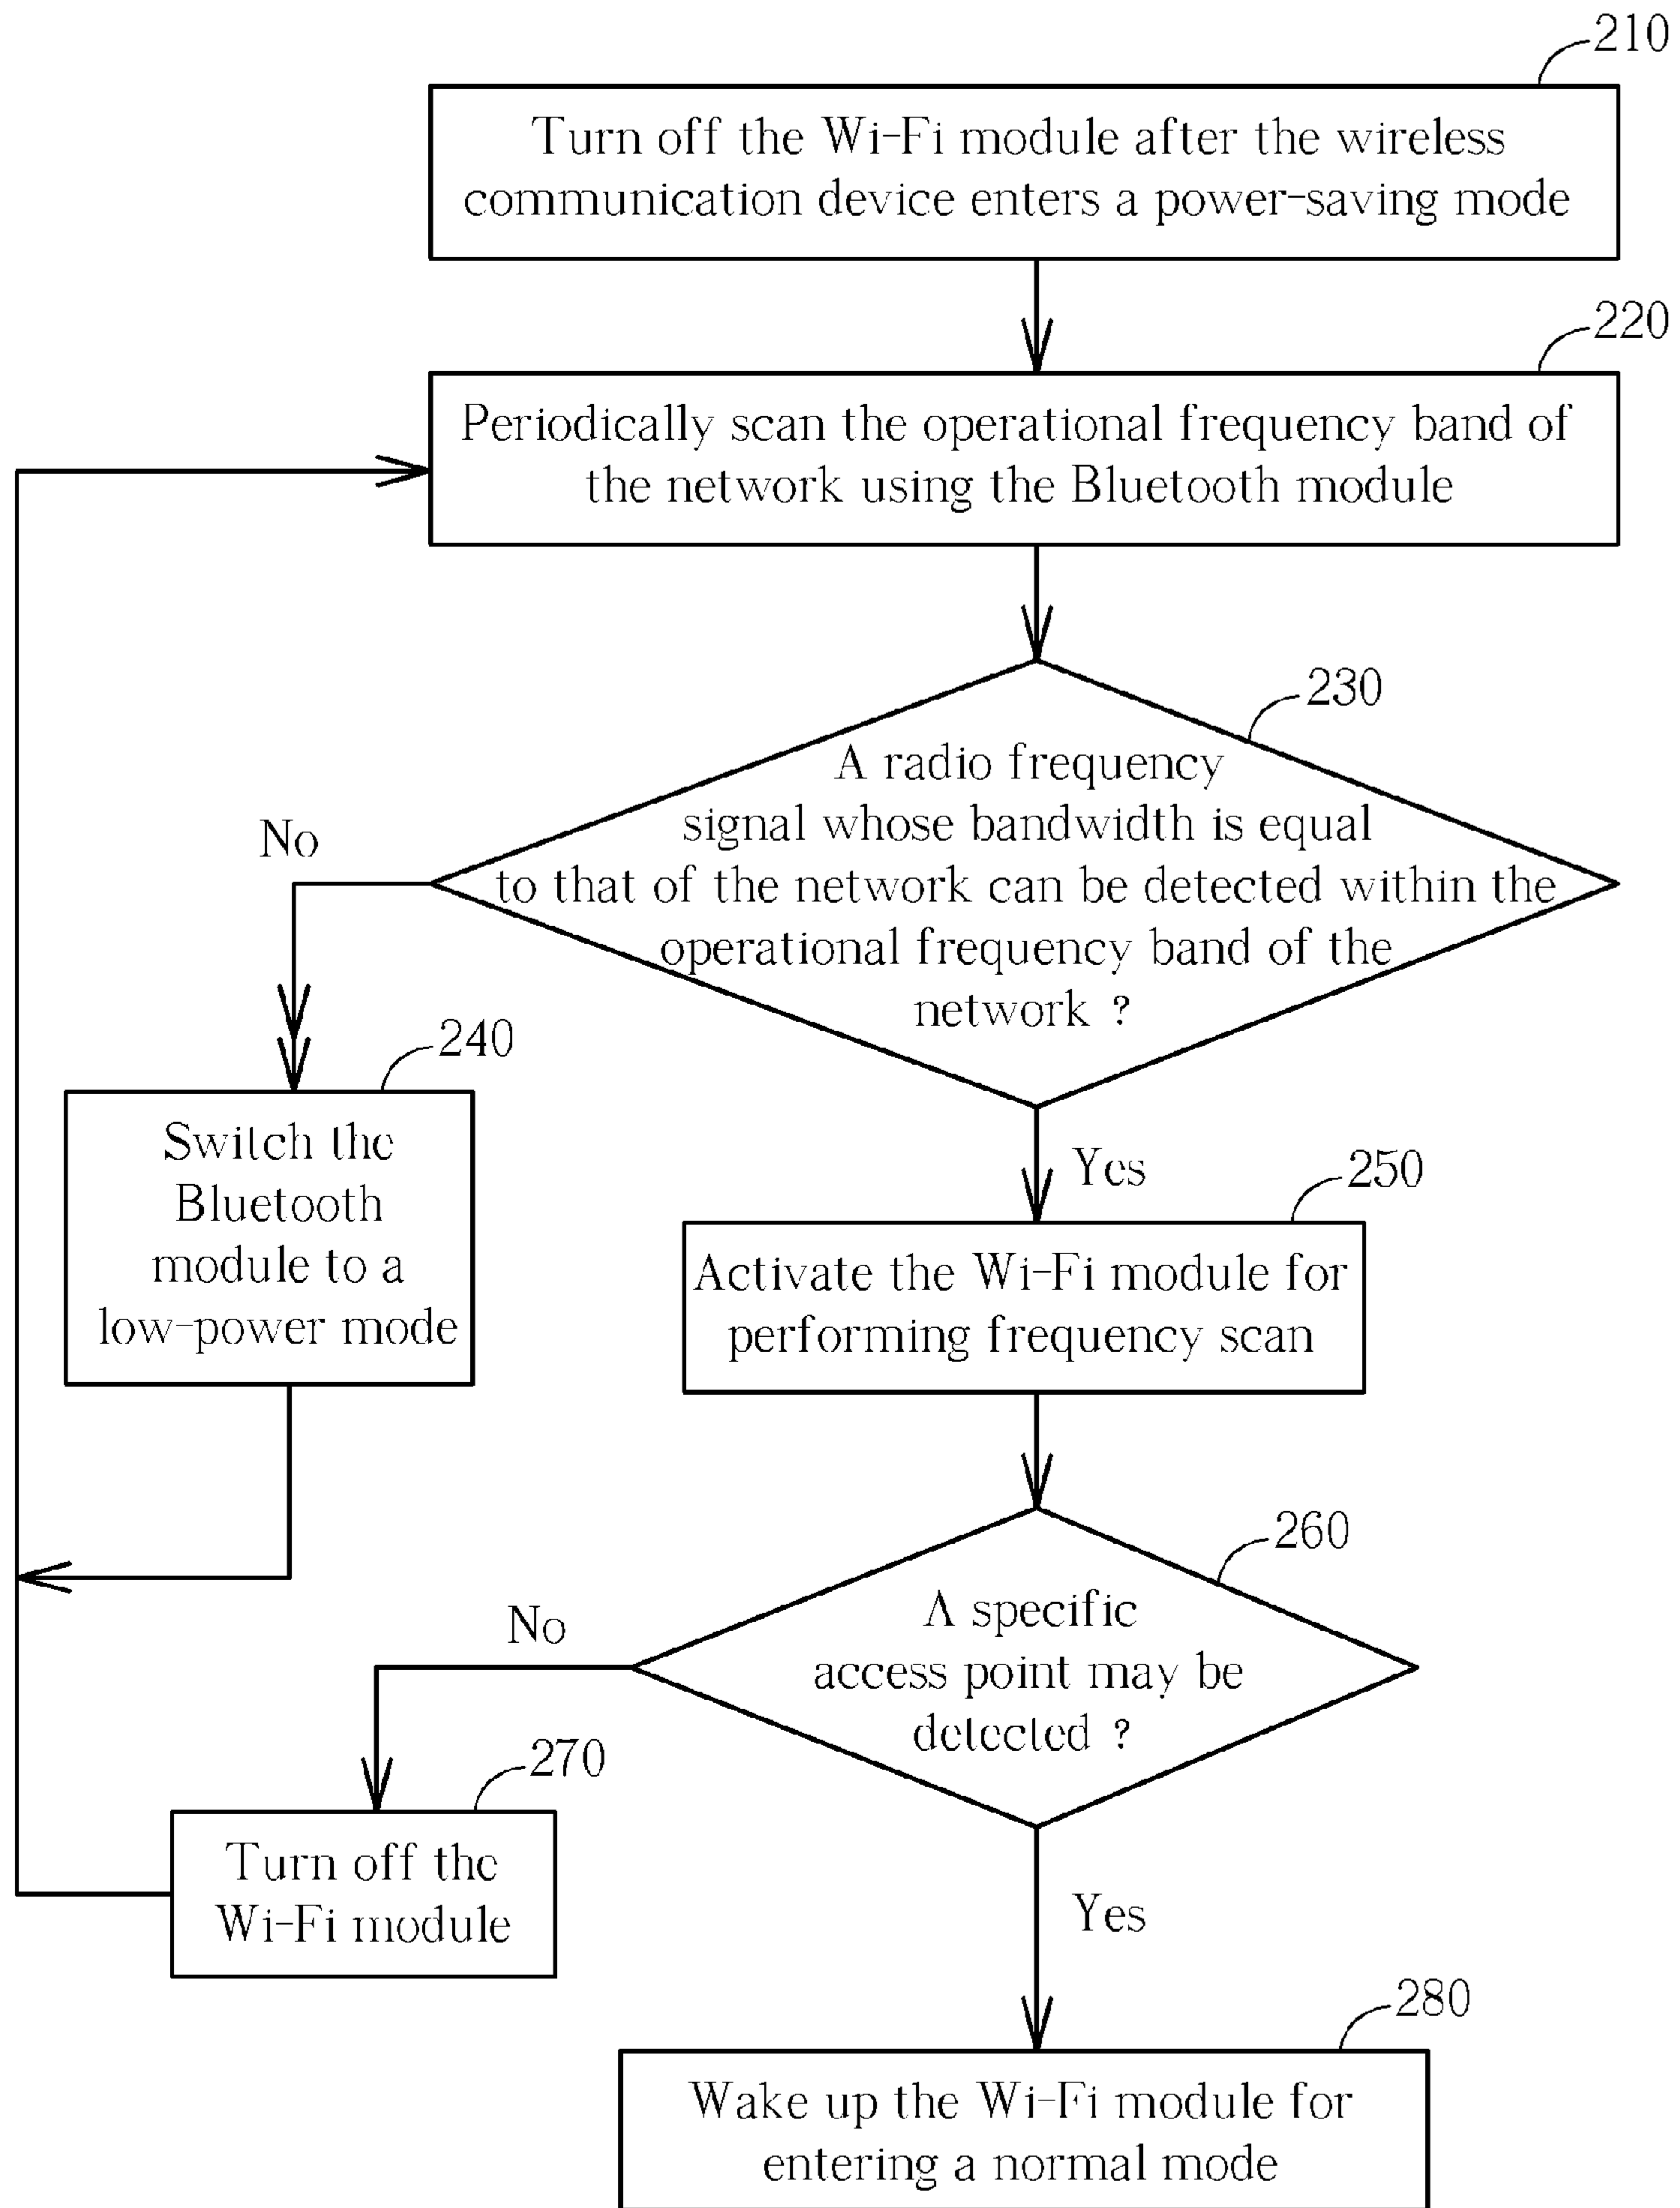 210
Turn off the Wi-Fi module after the wireless
communication device enters a power-saving mode
220
Periodically scan the operational frequency band of
the network using the Bluetooth module
230
A radio frequency
signal whose bandwidth is equal
to that of the network can be detected within the
operational frequency band of the
network ?
No
240
Switch the
Bluetooth
module to a
low-power mode
Yes
250
Activate the Wi-Fi module for
performing frequency scan
260
A specific
access point may be
detected ?
No
270
Turn off the
Wi-Fi module
Yes
280
Wake up the Wi-Fi module for
entering a normal mode